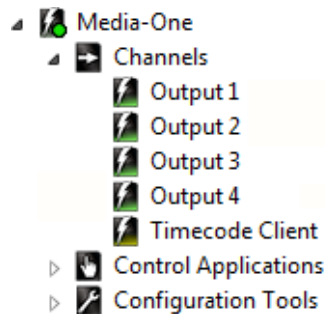 Media-One
Channels
Output 1
Output 2
Output 3
Output 4
Timecode Client
Control Applications
Configuration Tools